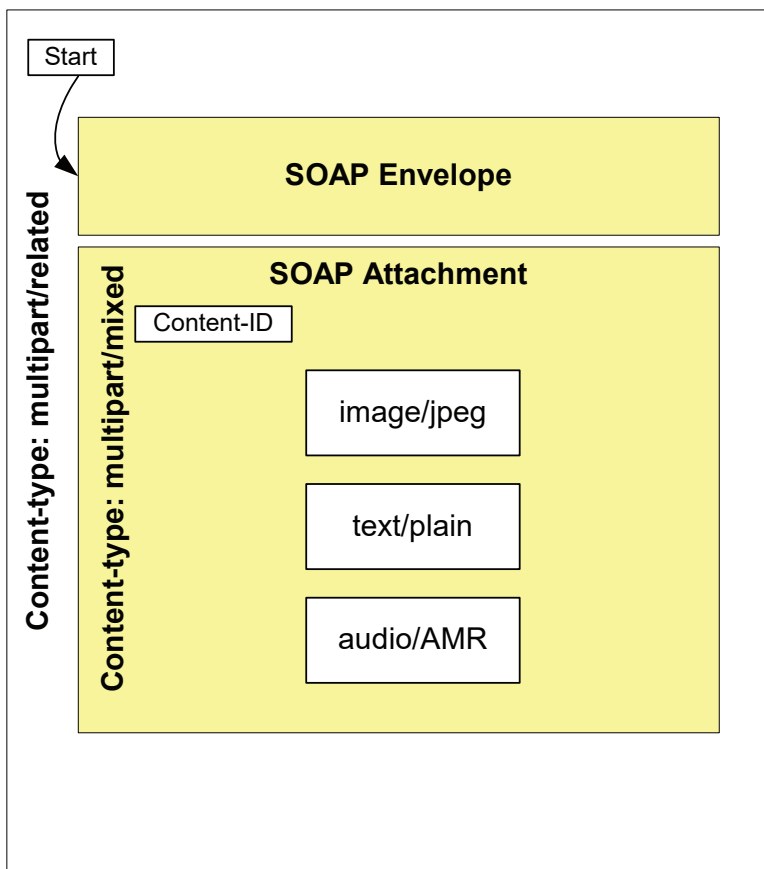 Start
SOAP Envelope
Content-type: multipart/related
SOAP Attachment
Content-type: multipart/mixed
Content-ID
image/jpeg
text/plain
audio/AMR